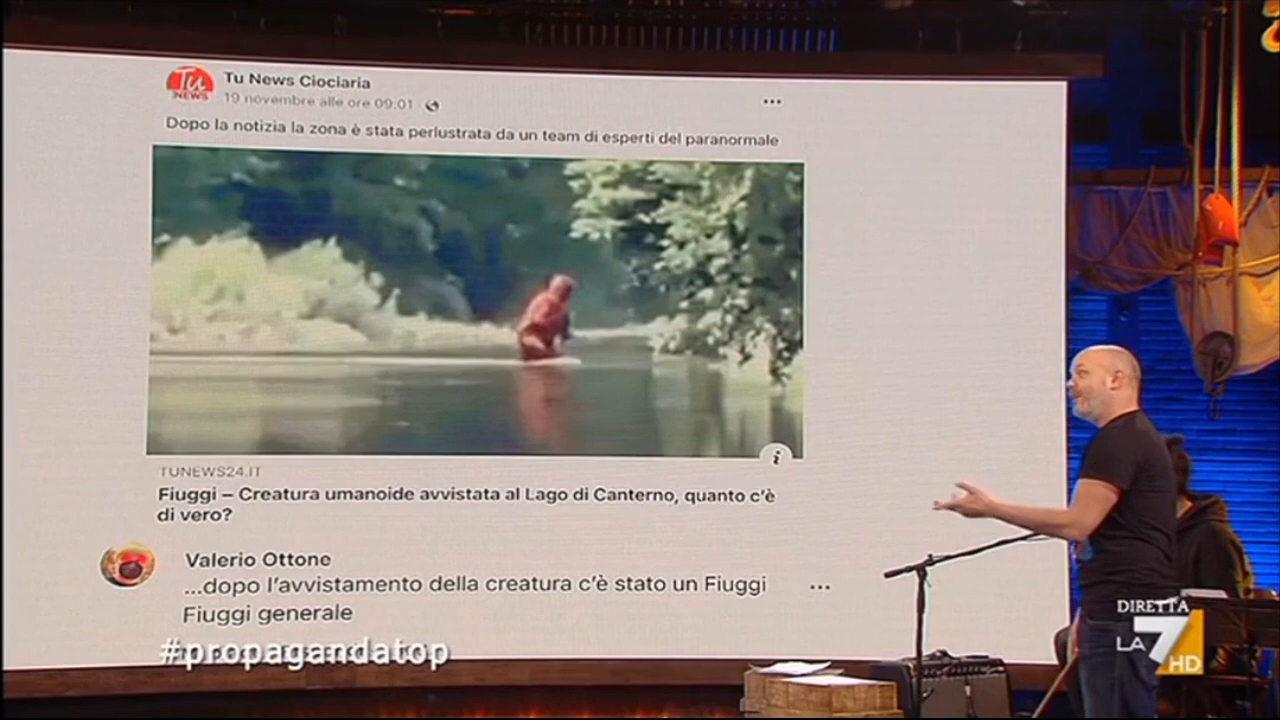 Tu
NEWS
Tu News Ciociaria
19 novembre alle ore 09:01
Dopo la notizia la zona è stata perlustrata da un team di esperti del paranormale
i
TUNEWS24.IT
Fiuggi – Creatura umanoide avvistata al Lago di Canterno, quanto c'è
di vero?
Valerio Ottone
...dopo l'avvistamento della creatura c'è stato un Fiuggi
Fiuggi generale
#propagandatop
DIRETTA
LA7
HD